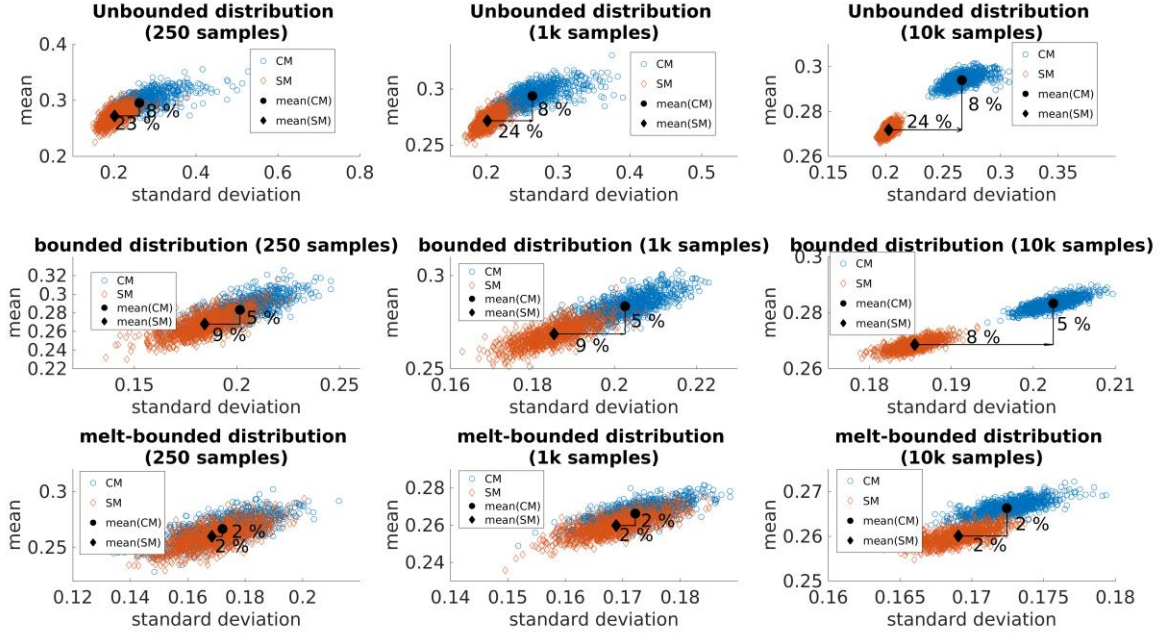 Unbounded distribution
(250 samples)
0.4
0.3
0.2
mean
CM
SM
mean(CM)
mean(SM)
8 %
23 %
0.2
0.4
0.6
0.8
standard deviation
Unbounded distribution
(1k samples)
0.3
0.25
mean
CM
SM
mean(CM)
mean(SM)
8 %
24 %
0.2
0.3
0.4
0.5
standard deviation
Unbounded distribution
(10k samples)
0.3
0.28
0.26
mean
CM
SM
mean(CM)
mean(SM)
24 %
8 %
0.15
0.2
0.25
0.3
0.35
standard deviation
bounded distribution (250 samples)
0.32
0.3
0.28
0.26
0.24
0.22
mean
CM
SM
mean(CM)
mean(SM)
5 %
9 %
0.15
0.2
0.25
standard deviation
bounded distribution (1k samples)
0.3
0.25
mean
CM
SM
mean(CM)
mean(SM)
5 %
9 %
0.16
0.18
0.2
0.22
standard deviation
bounded distribution (10k samples)
0.3
0.28
0.26
mean
CM
SM
mean(CM)
mean(SM)
8 %
5 %
0.18
0.19
0.2
0.21
standard deviation
melt-bounded distribution
(250 samples)
0.3
0.25
mean
CM
SM
mean(CM)
mean(SM)
2 %
2 %
0.12
0.14
0.16
0.18
0.2
standard deviation
melt-bounded distribution
(1k samples)
0.28
0.26
0.24
0.23
mean
CM
SM
mean(CM)
mean(SM)
2 %
2 %
0.14
0.15
0.16
0.17
0.18
standard deviation
melt-bounded distribution
(10k samples)
0.27
0.26
0.25
mean
CM
SM
mean(CM)
mean(SM)
2 %
2 %
0.16
0.165
0.17
0.175
0.18
standard deviation